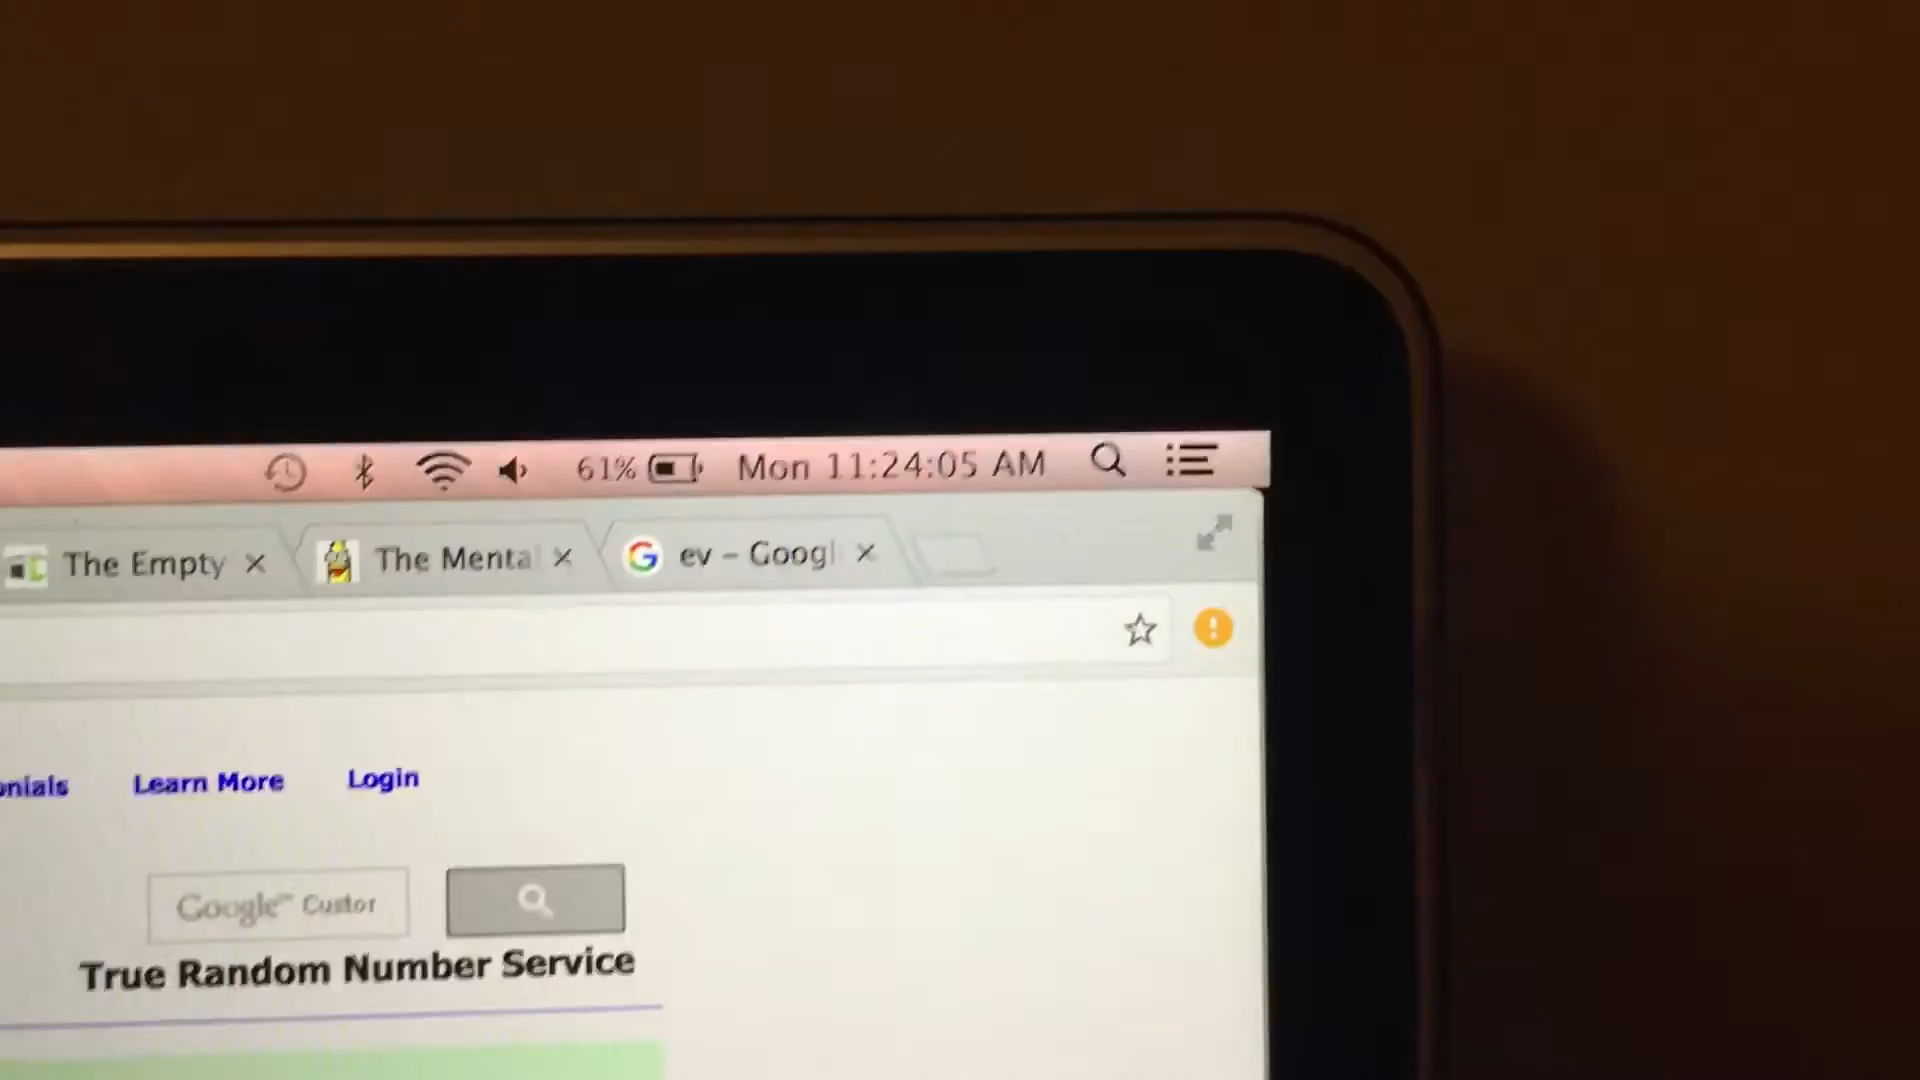 61% Mon 11:24:05 AM
The Empty The Menta ev - Googl
onials Learn More Login
Google™ Custor
True Random Number Service